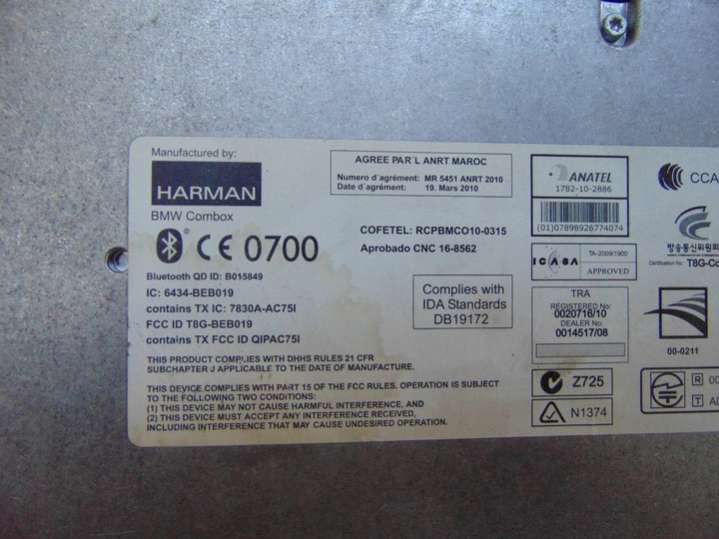 Manufactured by:
HARMAN
BMW Combox
CE 0700
Bluetooth QD ID: B015849
IC: 6434-BEB019
contains TX IC: 7830A-AC75I
FCC ID T8G-BEB019
contains TX FCC ID QIPAC75I
THIS PRODUCT COMPLIES WITH DHHS RULES 21 CFR
SUBCHAPTER J APPLICABLE TO THE DATE OF MANUFACTURE.
THIS DEVICE COMPLIES WITH PART 15 OF THE FCC RULES. OPERATION IS SUBJECT
TO THE FOLLOWING TWO CONDITIONS:
(1) THIS DEVICE MAY NOT CAUSE HARMFUL INTERFERENCE, AND
(2) THIS DEVICE MUST ACCEPT ANY INTERFERENCE RECEIVED,
INCLUDING INTERFERENCE THAT MAY CAUSE UNDESIRED OPERATION.
AGREE PAR'L ANRT MAROC
Numero d'agrément: MR 5451 ANRT 2010
Date d'agrément: 19. Mars 2010
COFETEL: RCPBMCO10-0315
Aprobado CNC 16-8562
Complies with
IDA Standards
DB19172
ANATEL
1782-10-2886
(01)07898926774074
ICASA
TA-2009/1900
APPROVED
TRA
REGISTERED No:
0020716/10
DEALER No:
0014517/08
Z725
N1374
CCA
방송통신위원회
Certification No: T8G-Co
00-0211
R 00
T A0